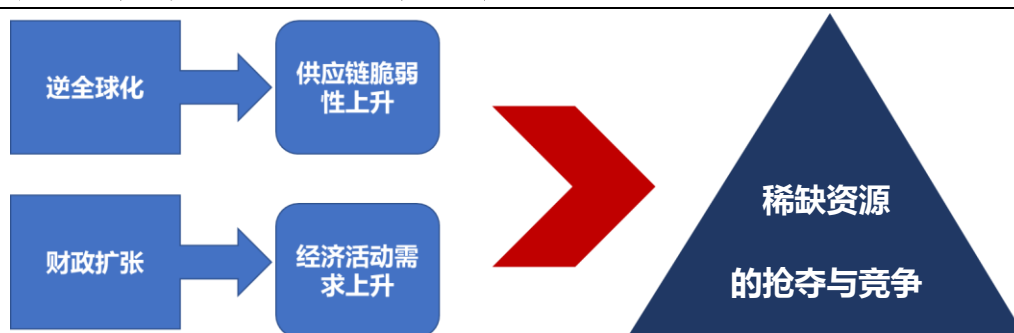 逆全球化
供应链脆弱
性上升
财政扩张
经济活动需
求上升
稀缺资源
的抢夺与竞争